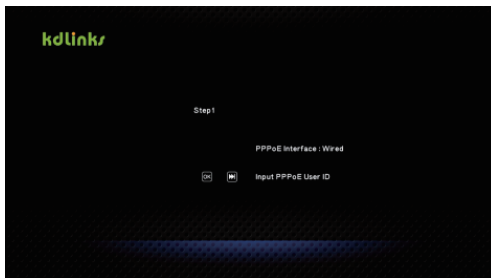 kdlinks
Step1
PPPoE Interface : Wired
OK Input PPPoE User ID